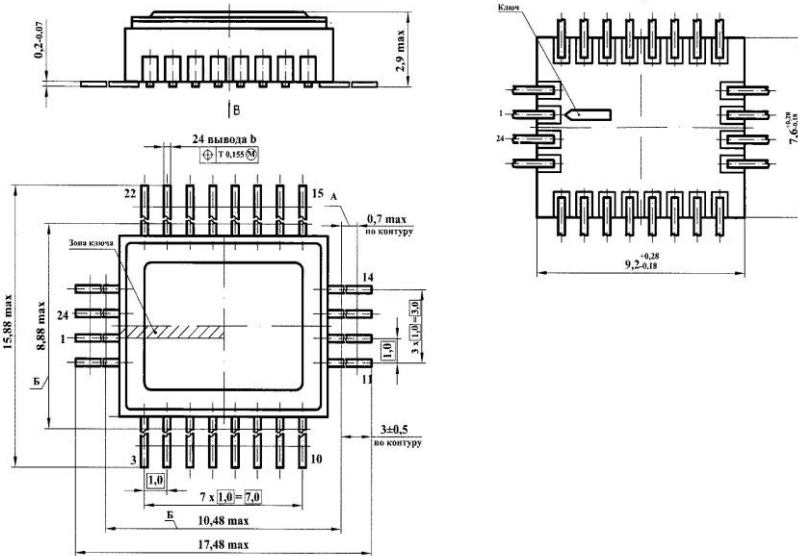 0,2-0.07
2,9 max
В
24 вывода b
Т 0,155 М
22
15
А
0,7 max
по контуру
Зона ключа
14
24
1
15,88 max
8,88 max
Б
3 х 1,0 = 3,0
1,0
11
3±0,5
по контуру
3
10
1,0
7 х 1,0 = 7,0
Б
10,48 max
17,48 max
Ключ
1
24
7,6 +0,28 -0.18
9,2 +0,28 -0.18